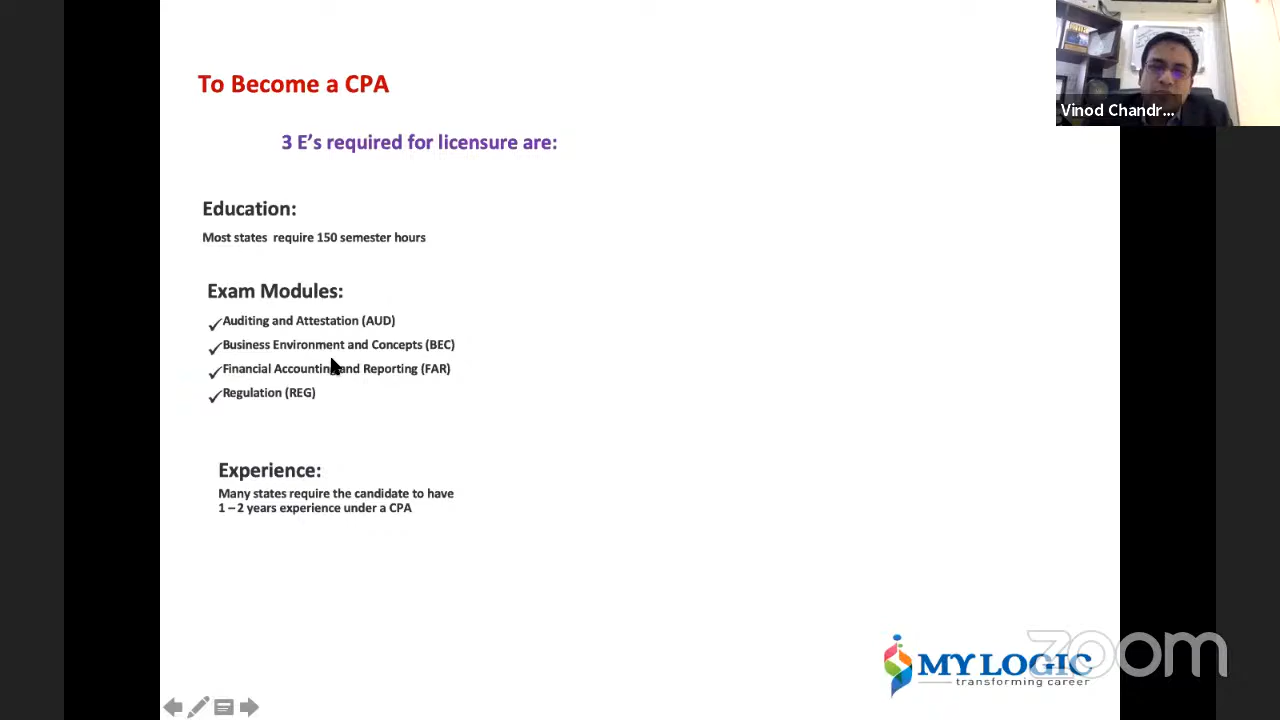 To Become a CPA
3 E's required for licensure are:
Education:
Most states require 150 semester hours
Exam Modules:
✓Auditing and Attestation (AUD)
✓Business Environment and Concepts (BEC)
✓Financial Accounting and Reporting (FAR)
✓Regulation (REG)
Experience:
Many states require the candidate to have
1 – 2 years experience under a CPA
Vinod Chandr...
MY LOGIC
transforming career
zoom